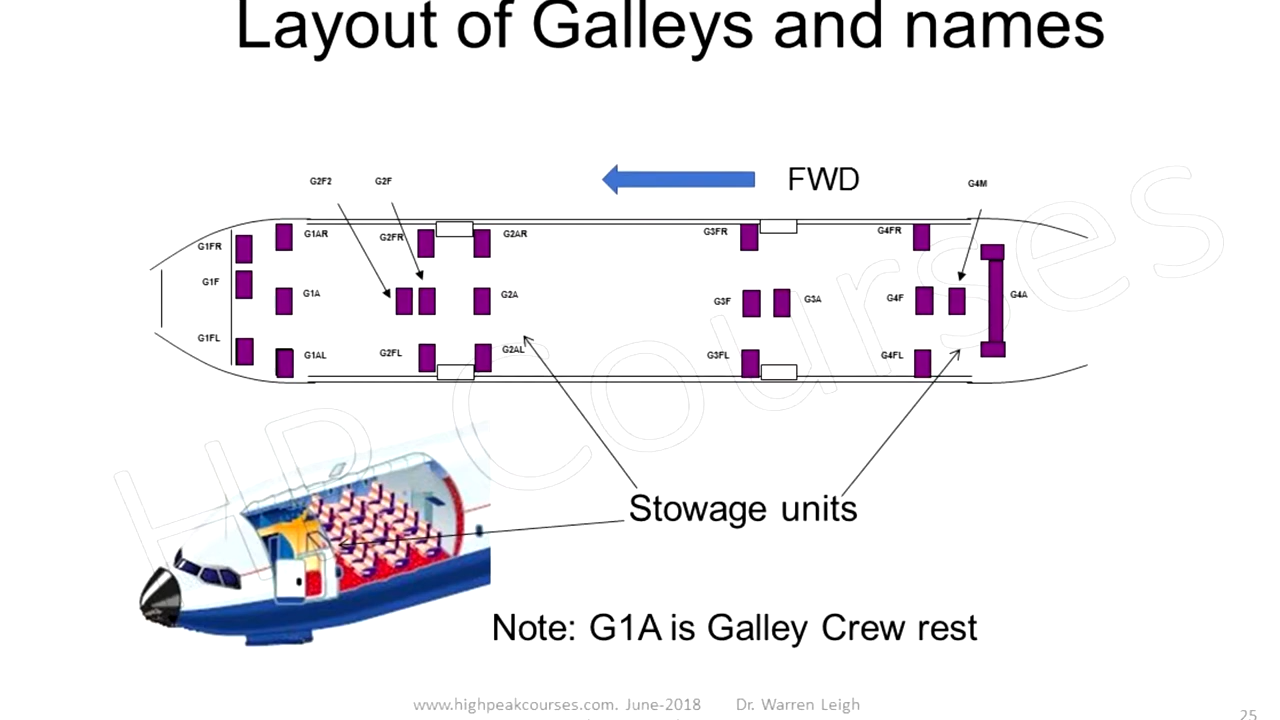 Layout of Galleys and names
FWD
G2F2
G2F
G4M
G1FR
G1AR
G2FR
G2AR
G3FR
G4FR
G1F
G1A
G2A
G3F
G3A
G4F
G4A
G1FL
G1AL
G2FL
G2AL
G3FL
G4FL
HP Courses
Stowage units
Note: G1A is Galley Crew rest
www.highpeakcourses.com. June-2018 Dr. Warren Leigh
25